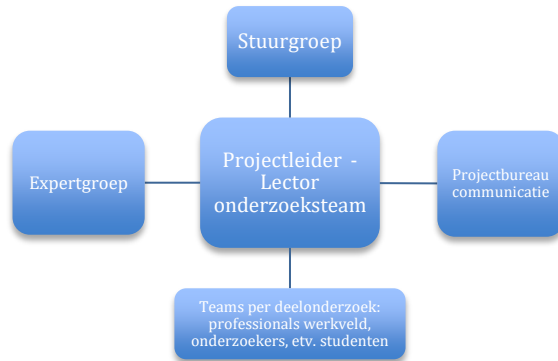 Stuurgroep
Expertgroep
Projectleider -
Lector
onderzoeksteam
Projectbureau
communicatie
Teams per deelonderzoek:
professionals werkveld,
onderzoekers, etv. studenten